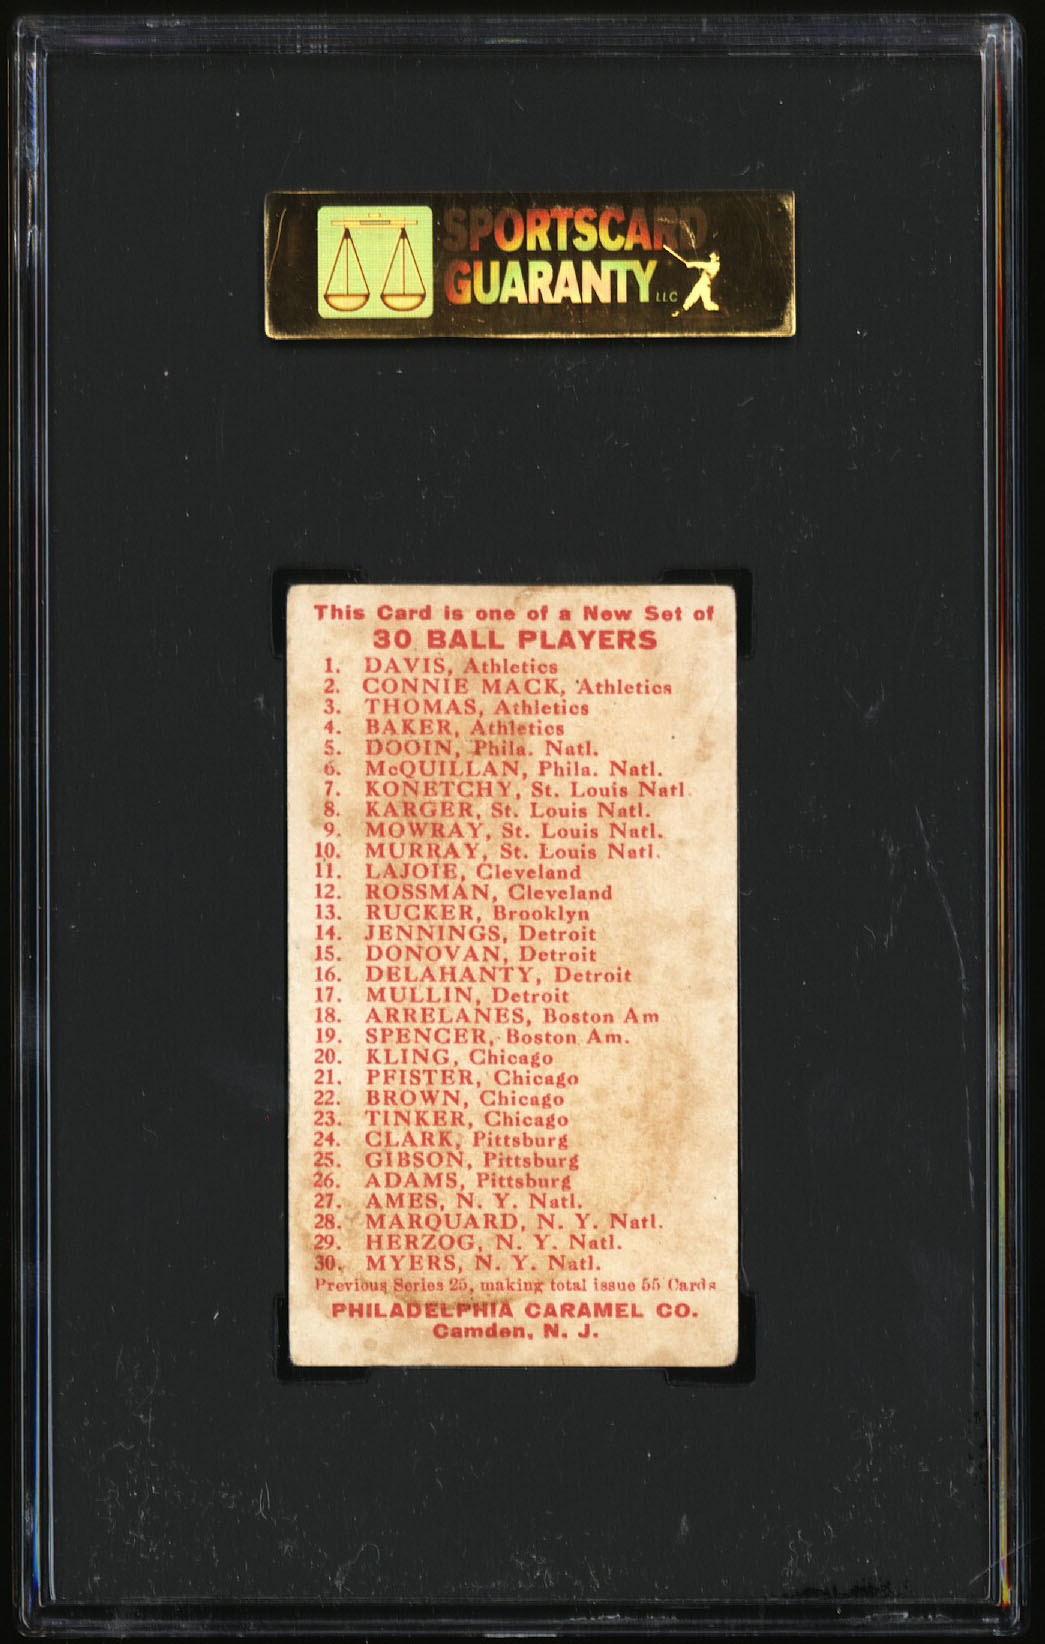 SPORTSCARD
GUARANTY LLC
This Card is one of a New Set of
30 BALL PLAYERS
1. DAVIS, Athletics
2. CONNIE MACK, Athletics
3. THOMAS, Athletics
4. BAKER, Athletics
5. DOOIN, Phila. Natl.
6. McQUILLAN, Phila. Natl.
7. KONETCHY, St. Louis Natl.
8. KARGER, St. Louis Natl.
9. MOWRAY, St. Louis Natl.
10. MURRAY, St. Louis Natl.
11. LAJOIE, Cleveland
12. ROSSMAN, Cleveland
13. RUCKER, Brooklyn
14. JENNINGS, Detroit
15. DONOVAN, Detroit
16. DELAHANTY, Detroit
17. MULLIN, Detroit
18. ARRELANES, Boston Am
19. SPENCER, Boston Am.
20. KLING, Chicago
21. PFISTER, Chicago
22. BROWN, Chicago
23. TINKER, Chicago
24. CLARK, Pittsburg
25. GIBSON, Pittsburg
26. ADAMS, Pittsburg
27. AMES, N. Y. Natl.
28. MARQUARD, N. Y. Natl.
29. HERZOG, N. Y. Natl.
30. MYERS, N. Y. Natl.
Previous Series 25, making total issue 55 Cards
PHILADELPHIA CARAMEL CO.
Camden, N. J.